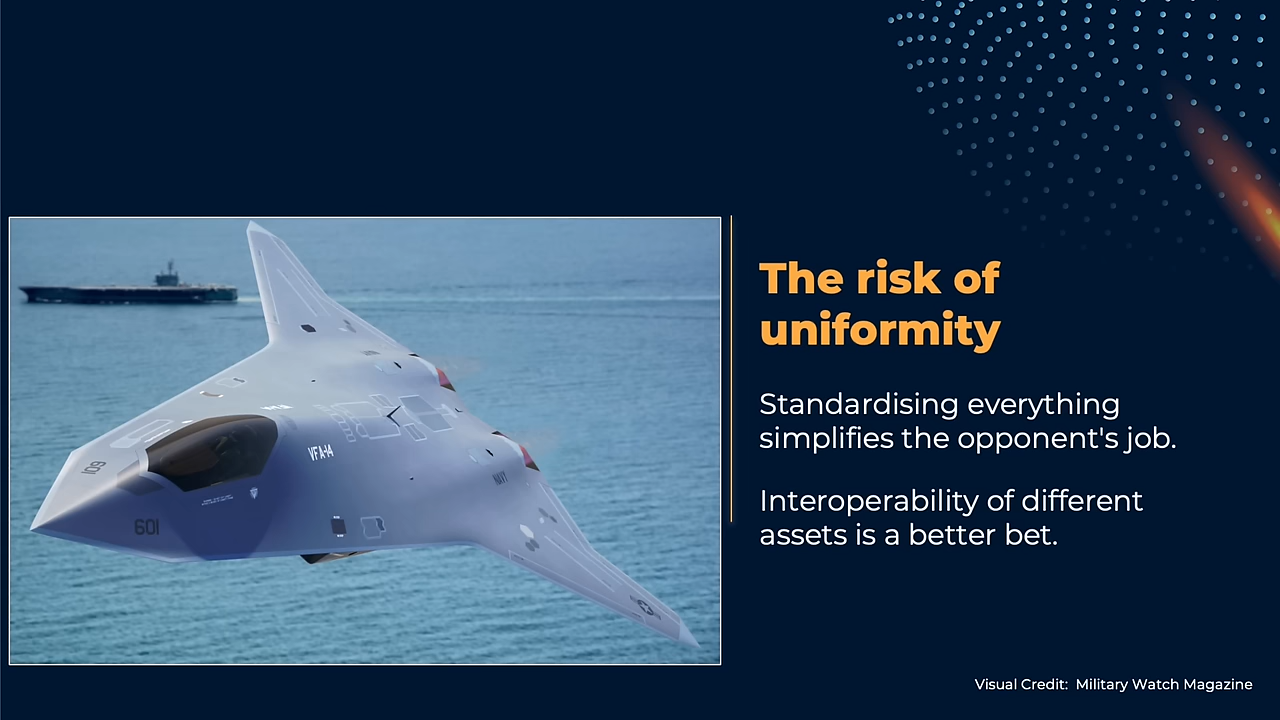 601
601
VFA-14
NAVY
The risk of
uniformity
Standardising everything
simplifies the opponent's job.
Interoperability of different
assets is a better bet.
Visual Credit: Military Watch Magazine